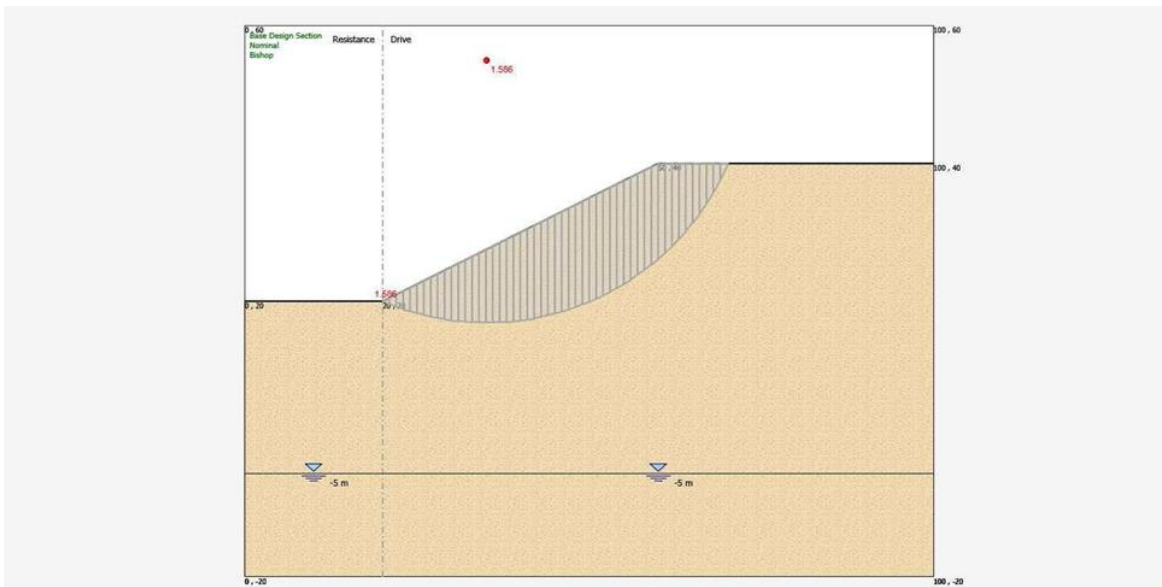 0, 60
100, 60
Base Design Section
Nominal
Bishop
Resistance
Drive
1.586
100, 40
1.586
0, 20
-5 m
-5 m
0, -20
100, -20